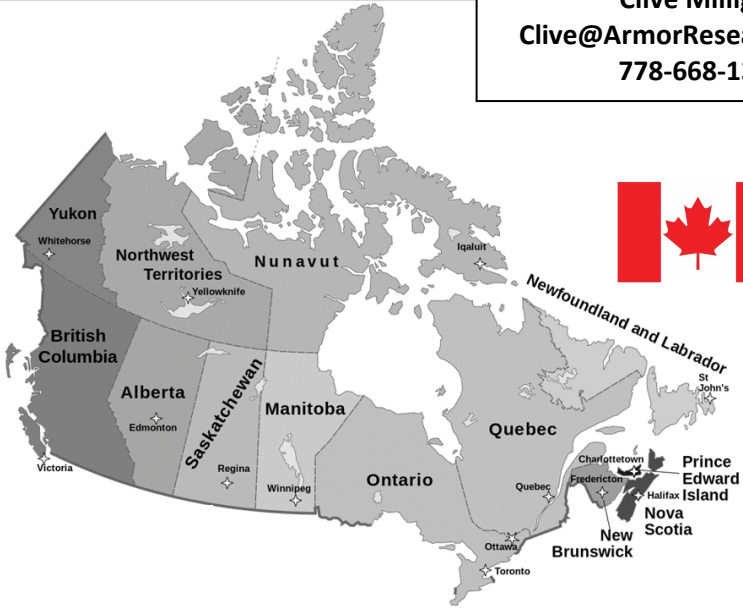 Clive
Clive@ArmorResea
778-668-1
Yukon
Whitehorse
Northwest
Territories
Yellowknife
Nunavut
Iqaluit
Newfoundland and Labrador
St
John's
British
Columbia
Alberta
Edmonton
Saskatchewan
Regina
Manitoba
Winnipeg
Ontario
Quebec
Quebec
Charlottetown
Fredericton
Halifax
Prince
Edward
Island
Nova
Scotia
New
Brunswick
Victoria
Ottawa
Toronto